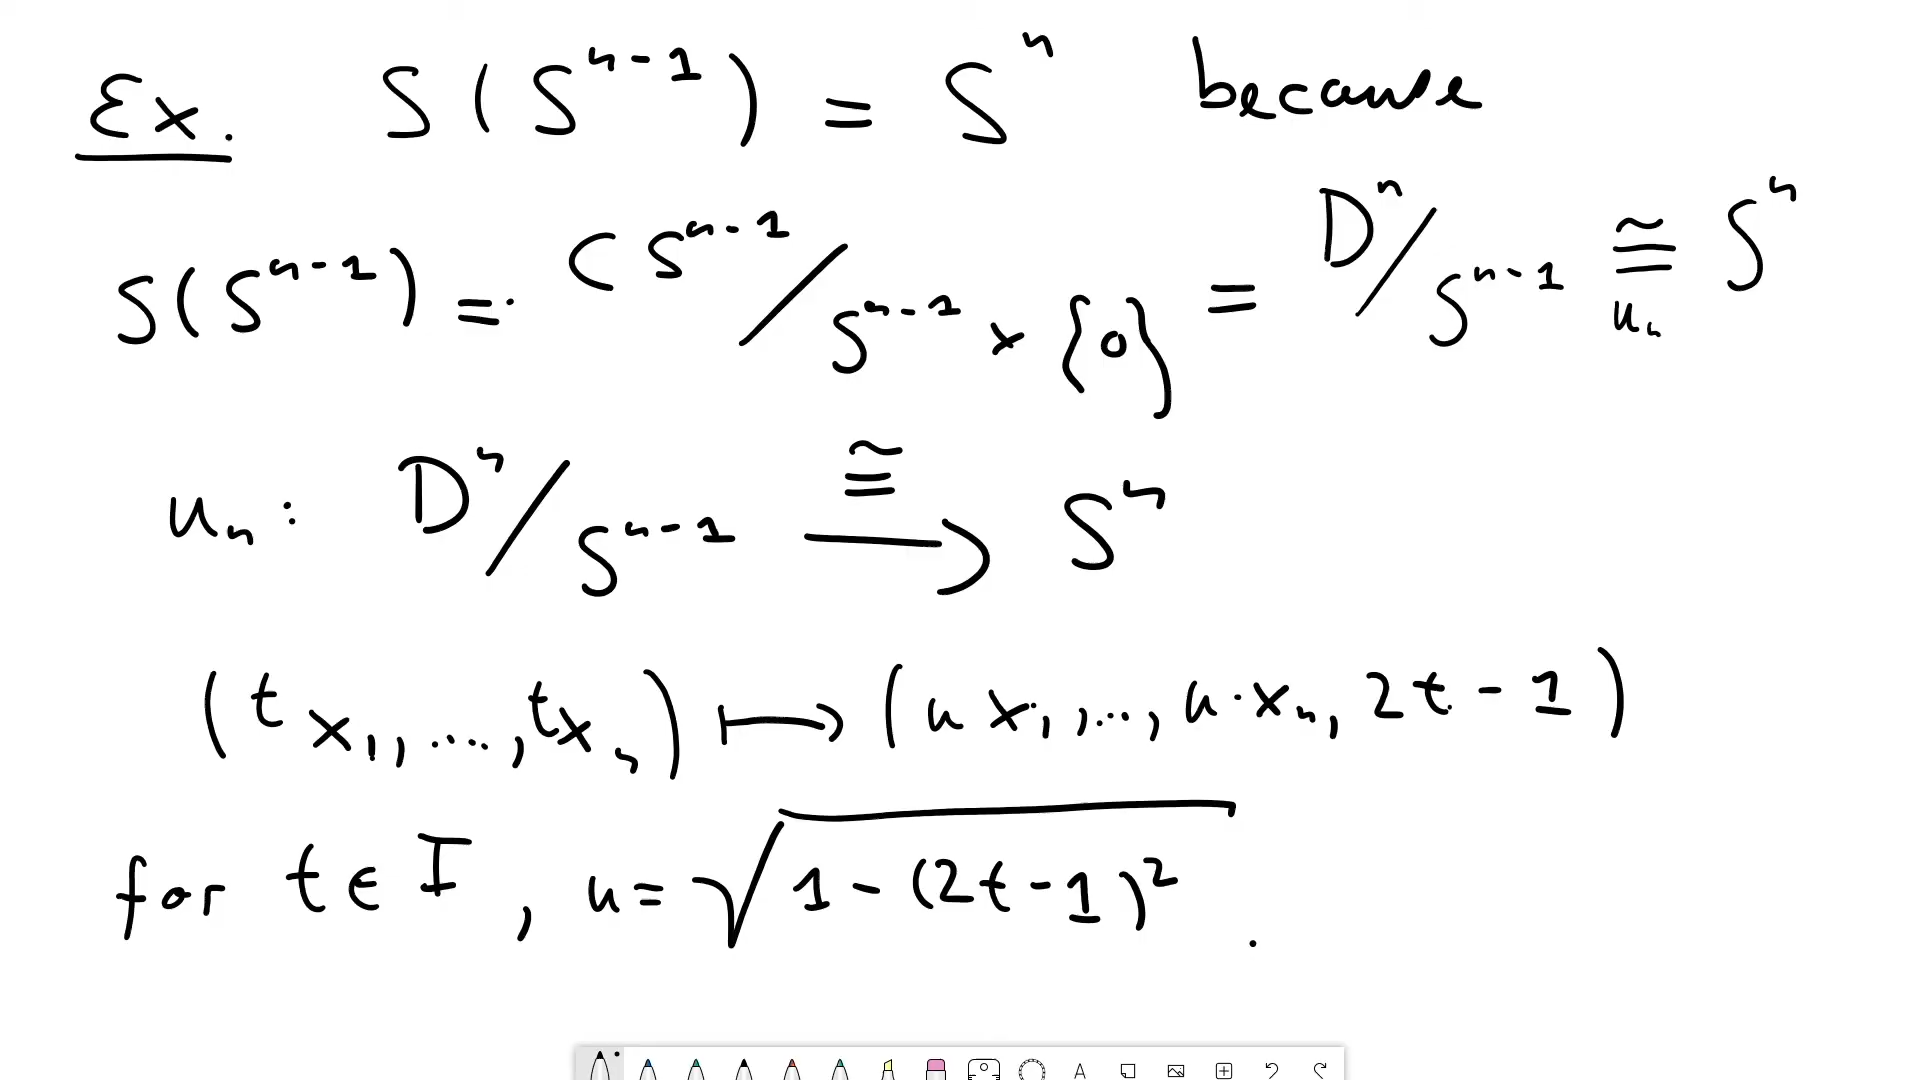 Ex. S(S^{n-1}) = S^n because
S(S^{n-1}) = CS^{n-1}/S^{n-1} × {0} = D^n/S^{n-1} ≅_{u_n} S^n
u_n: D^n/S^{n-1} ≅⟶ S^n
(tx_1, ...., tx_n) ⟼ (ux_1, ..., u·x_n, 2t - 1)
for t ∈ I, u = √(1 - (2t - 1)^2).
A